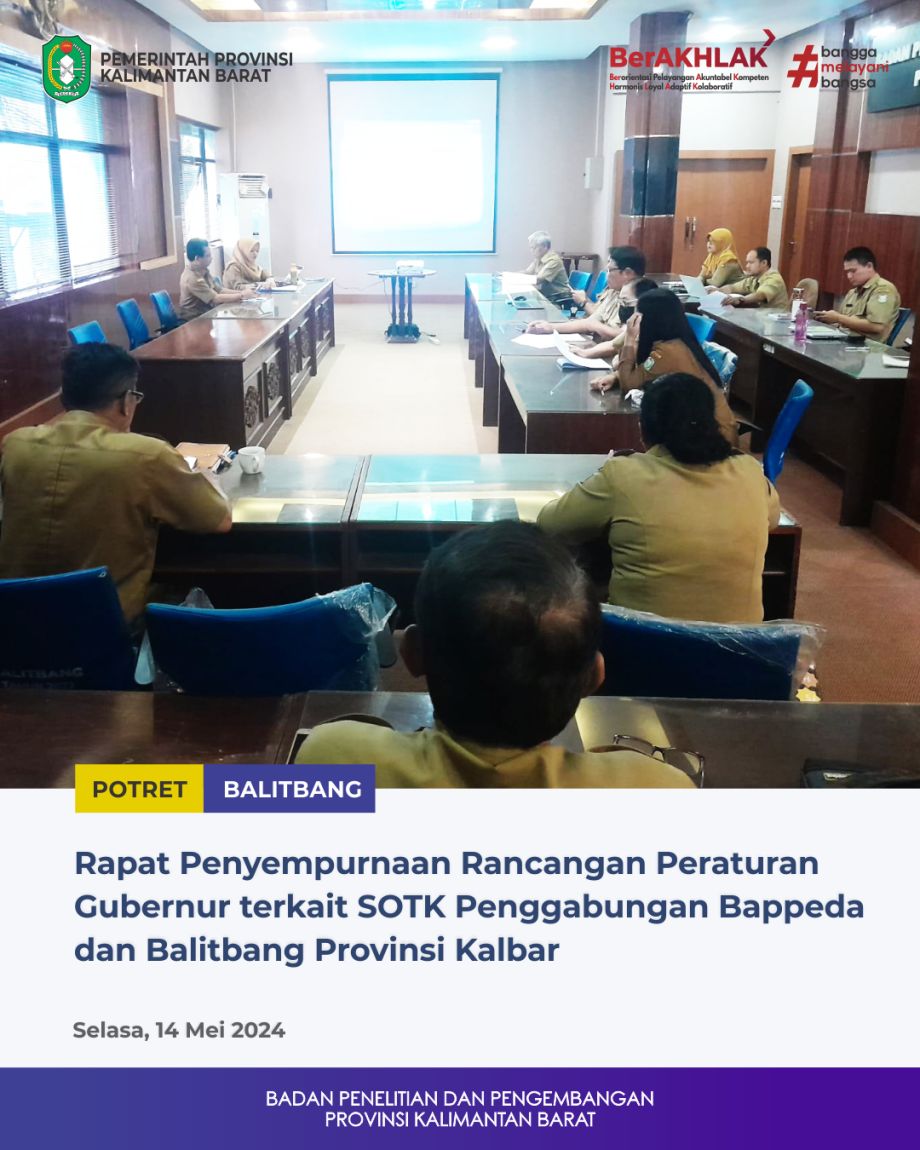 PEMERINTAH PROVINSI
KALIMANTAN BARAT
BerAKHLAK
Berorientasi Pelayangan Akuntabel Kompeten
Harmonis Loyal Adaptif Kolaboratif
#bangga
melayani
bangsa
BALITBANG
POTRET BALITBANG
Rapat Penyempurnaan Rancangan Peraturan
Gubernur terkait SOTK Penggabungan Bappeda
dan Balitbang Provinsi Kalbar
Selasa, 14 Mei 2024
BADAN PENELITIAN DAN PENGEMBANGAN
PROVINSI KALIMANTAN BARAT